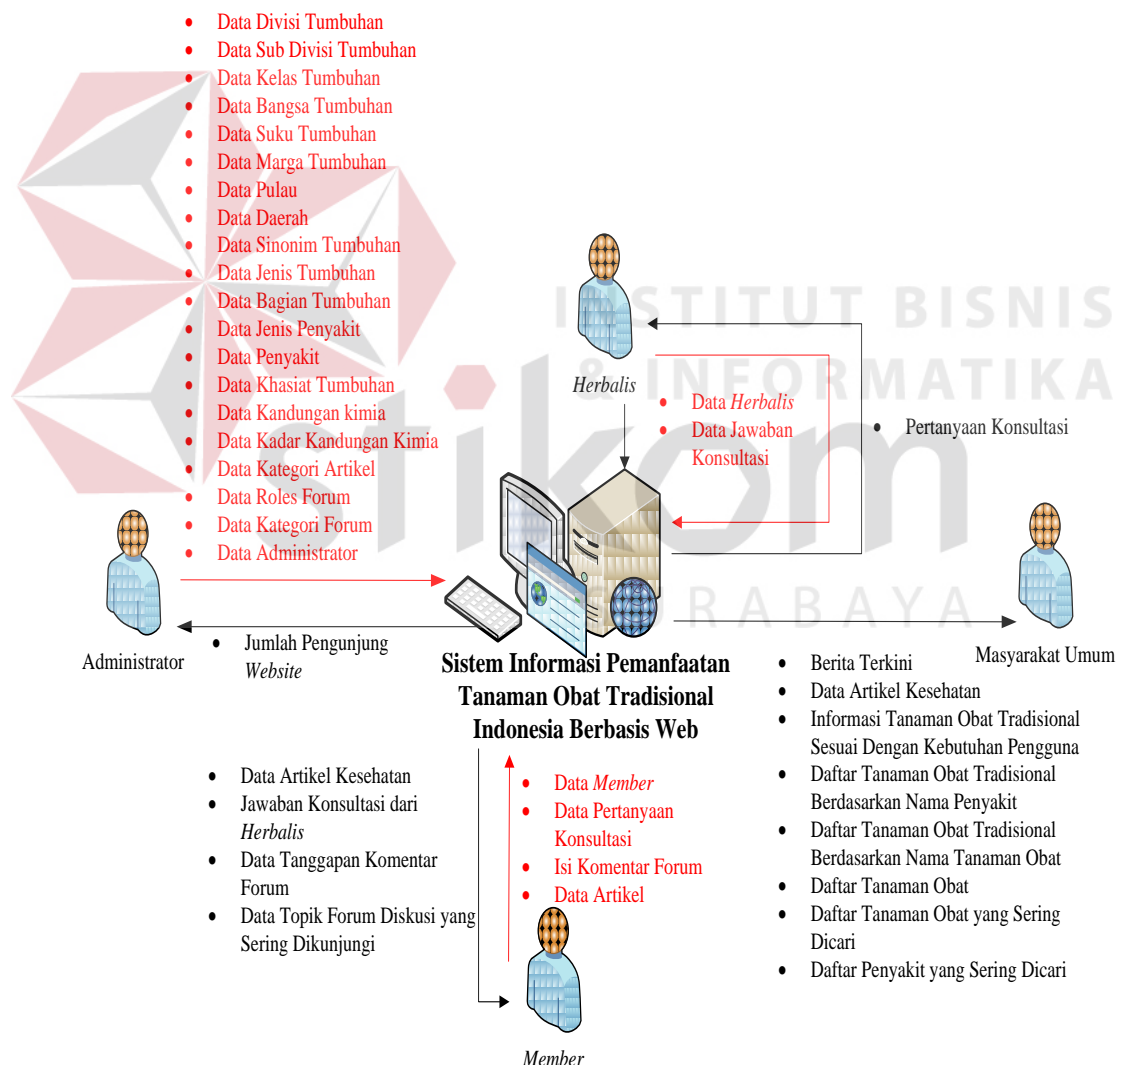 Data Divisi Tumbuhan
Data Sub Divisi Tumbuhan
Data Kelas Tumbuhan
Data Bangsa Tumbuhan
Data Suku Tumbuhan
Data Marga Tumbuhan
Data Pulau
Data Daerah
Data Sinonim Tumbuhan
Data Jenis Tumbuhan
Data Bagian Tumbuhan
Data Jenis Penyakit
Data Penyakit
Data Khasiat Tumbuhan
Data Kandungan kimia
Data Kadar Kandungan Kimia
Data Kategori Artikel
Data Roles Forum
Data Kategori Forum
Data Administrator
INSTITUT BISNIS
& INFORMATIKA
stikom
SURABAYA
Herbalis
Data Herbalis
Data Jawaban
Konsultasi
Pertanyaan Konsultasi
Administrator
Jumlah Pengunjung
Website
Sistem Informasi Pemanfaatan
Tanaman Obat Tradisional
Indonesia Berbasis Web
Masyarakat Umum
Berita Terkini
Data Artikel Kesehatan
Informasi Tanaman Obat Tradisional
Sesuai Dengan Kebutuhan Pengguna
Daftar Tanaman Obat Tradisional
Berdasarkan Nama Penyakit
Daftar Tanaman Obat Tradisional
Berdasarkan Nama Tanaman Obat
Daftar Tanaman Obat
Daftar Tanaman Obat yang Sering
Dicari
Daftar Penyakit yang Sering Dicari
Data Artikel Kesehatan
Jawaban Konsultasi dari
Herbalis
Data Tanggapan Komentar
Forum
Data Topik Forum Diskusi yang
Sering Dikunjungi
Data Member
Data Pertanyaan
Konsultasi
Isi Komentar Forum
Data Artikel
Member